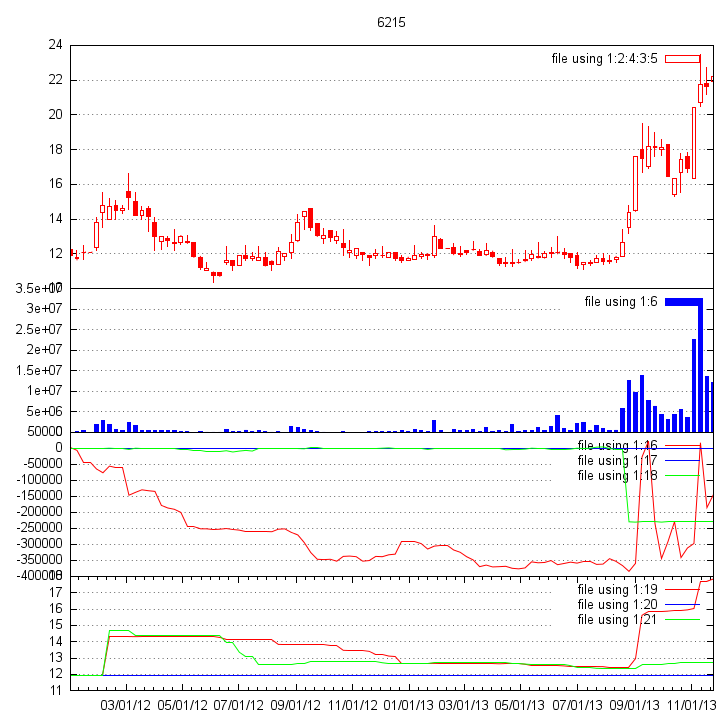 6215
24
file using 1:2:4:3:5
22
20
18
16
14
12
10
3.5e+07
file using 1:6
3e+07
2.5e+07
2e+07
1.5e+07
1e+07
5e+06
50000
file using 1:16
0
file using 1:17
-50000
file using 1:18
-100000
-150000
-200000
-250000
-300000
-350000
-400000
18
17
file using 1:19
16
file using 1:20
15
file using 1:21
14
13
12
11
03/01/12 05/01/12 07/01/12 09/01/12 11/01/12 01/01/13 03/01/13 05/01/13 07/01/13 09/01/13 11/01/13